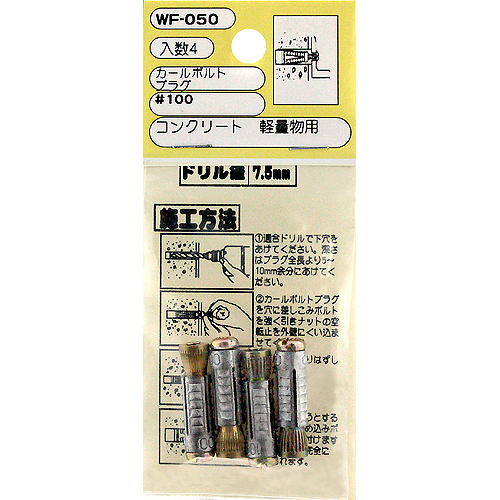 WF-050
入数4
カールボルト
プラグ
#100
コンクリート 軽量物用
ドリル径 7.5mm
施工方法
①適合ドリルで下穴を
あけてください。深さ
はプラグ全長より5〜
10mm余分にあけてく
ださい。
②カールボルトプラグ
を穴に差しこみボルト
を強く引きナットの空
転止を外壁にくい込ま
せてく
りはずし
うとする
め込みボ
付けます
完全に
れます。